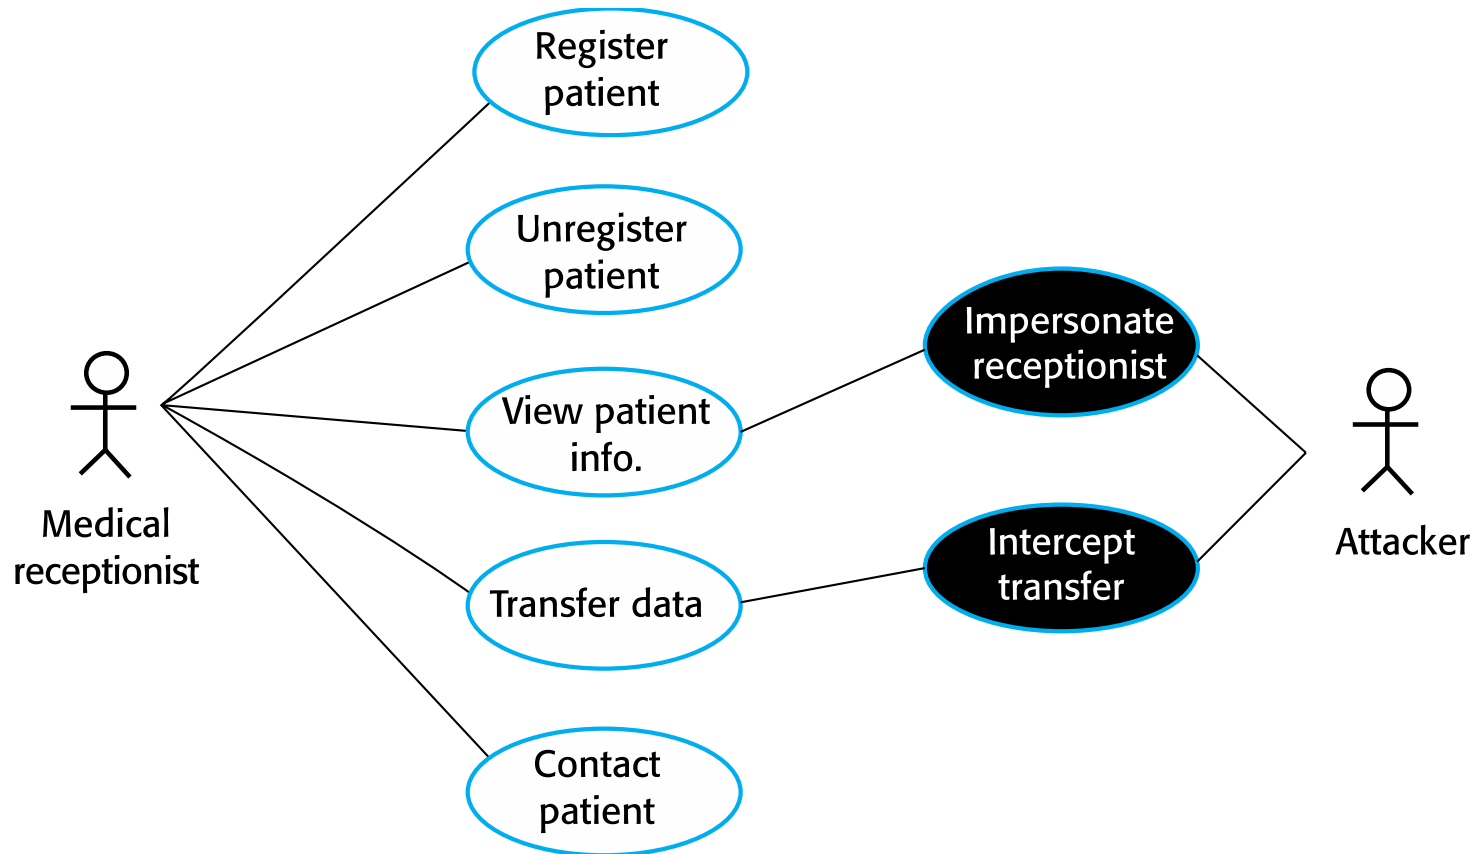 Register
patient
Unregister
patient
Impersonate
receptionist
View patient
info.
Medical
receptionist
Intercept
transfer
Attacker
Transfer data
Contact
patient